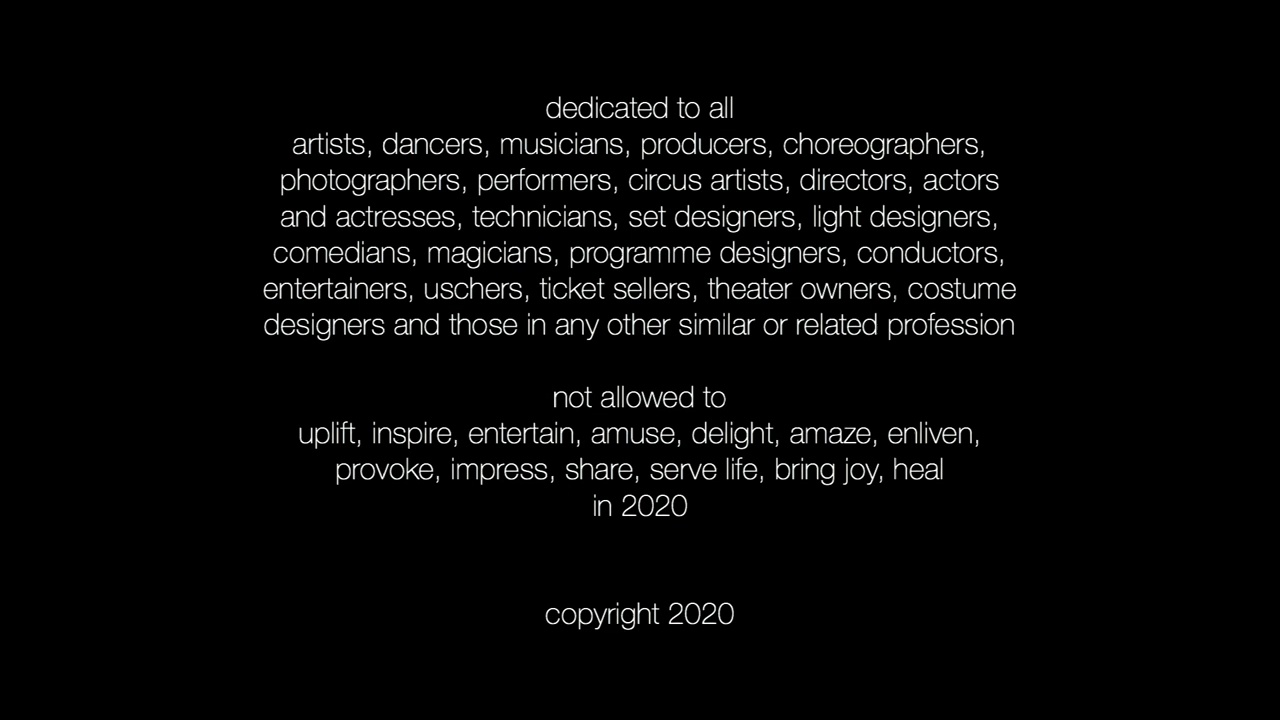 dedicated to all
artists, dancers, musicians, producers, choreographers,
photographers, performers, circus artists, directors, actors
and actresses, technicians, set designers, light designers,
comedians, magicians, programme designers, conductors,
entertainers, uschers, ticket sellers, theater owners, costume
designers and those in any other similar or related profession
not allowed to
uplift, inspire, entertain, amuse, delight, amaze, enliven,
provoke, impress, share, serve life, bring joy, heal
in 2020
copyright 2020